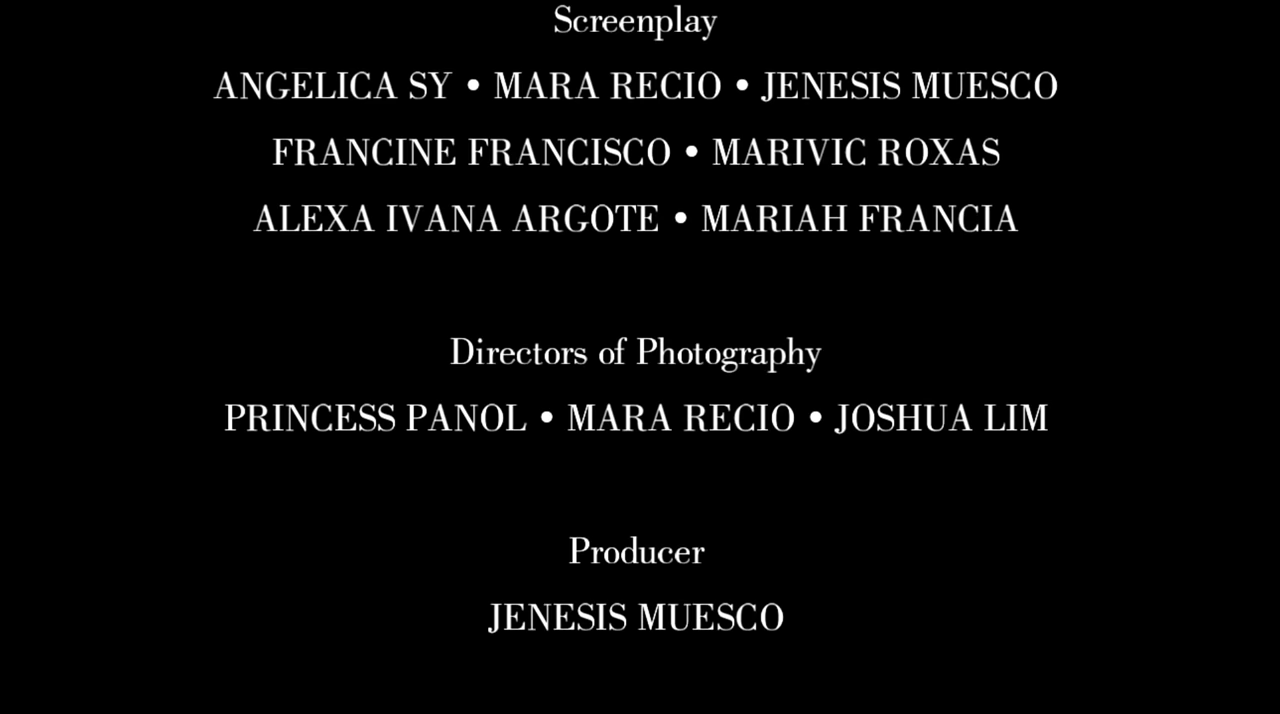 Screenplay
ANGELICA SY • MARA RECIO • JENESIS MUESCO
FRANCINE FRANCISCO • MARIVIC ROXAS
ALEXA IVANA ARGOTE • MARIAH FRANCIA
Directors of Photography
PRINCESS PANOL • MARA RECIO • JOSHUA LIM
Producer
JENESIS MUESCO